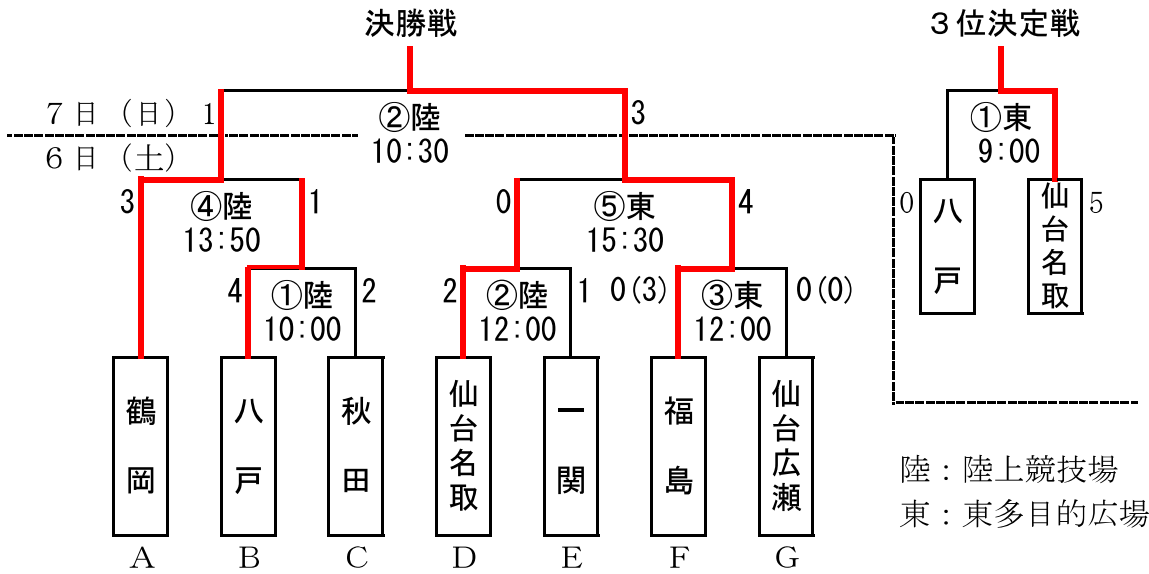 決勝戦 3位決定戦
7日(日) 1 ②陸 3 ①東
6日(土) 10:30 9:00
3 ④陸 1 0 ⑤東 4 0 八戸 仙台名取 5
13:50 15:30
4 ①陸 2 2 ②陸 1 0(3) ③東 0(0)
10:00 12:00 12:00
鶴岡 八戸 秋田 仙台名取 一関 福島 仙台広瀬
A B C D E F G
陸:陸上競技場
東:東多目的広場